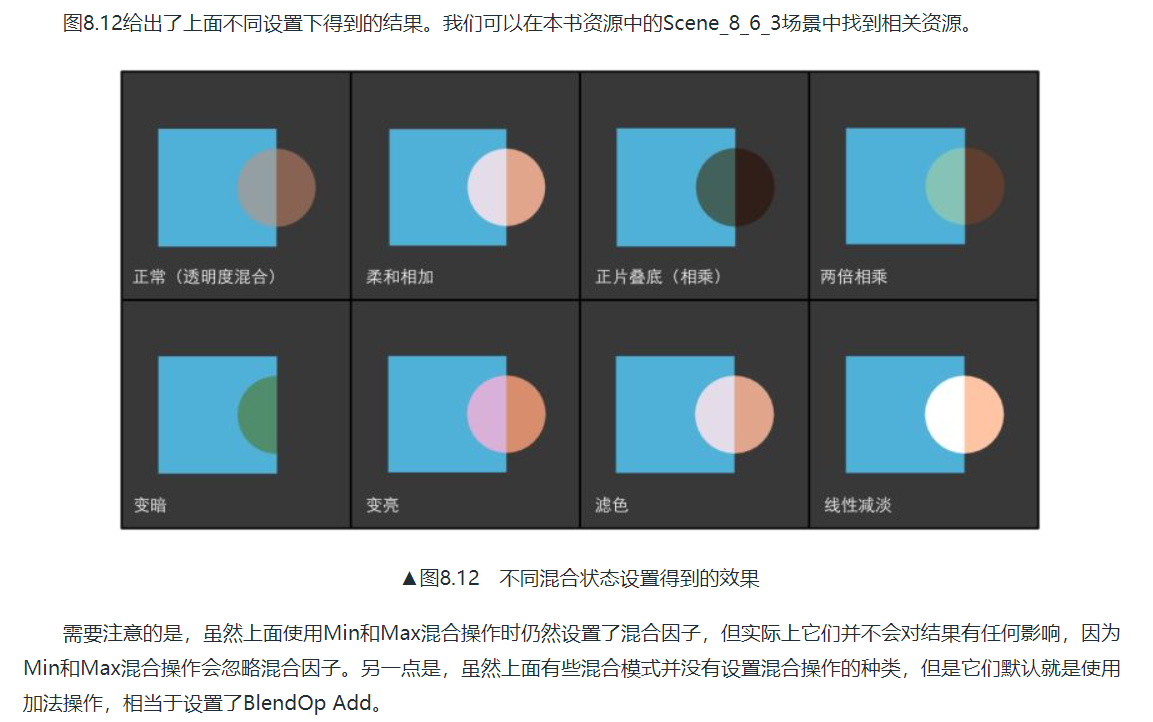 图8.12给出了上面不同设置下得到的结果。我们可以在本书资源中的Scene_8_6_3场景中找到相关资源。
正常（透明度混合） 柔和相加 正片叠底（相乘） 两倍相乘
变暗 变亮 滤色 线性减淡
▲图8.12 不同混合状态设置得到的效果
需要注意的是，虽然上面使用Min和Max混合操作时仍然设置了混合因子，但实际上它们并不会对结果有任何影响，因为
Min和Max混合操作会忽略混合因子。另一点是，虽然上面有些混合模式并没有设置混合操作的种类，但是它们默认就是使用
加法操作，相当于设置了BlendOp Add。